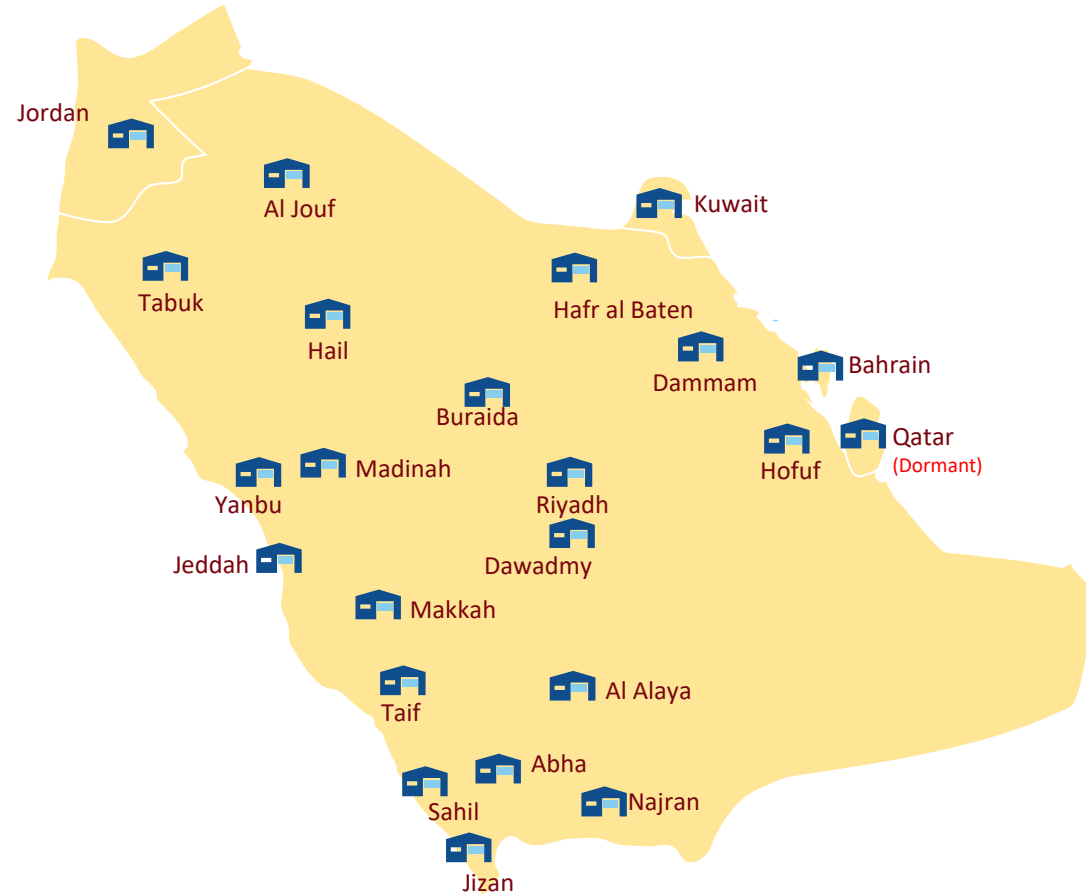 Jordan
Al Jouf
Kuwait
Tabuk
Hafr al Baten
Hail
Dammam
Bahrain
Buraida
Qatar
(Dormant)
Madinah
Hofuf
Yanbu
Riyadh
Jeddah
Dawadmy
Makkah
Al Alaya
Taif
Abha
Najran
Sahil
Jizan